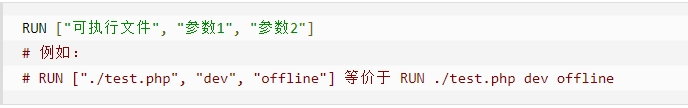 RUN ["可执行文件", "参数1", "参数2"]
# 例如：
# RUN ["./test.php", "dev", "offline"] 等价于 RUN ./test.php dev offline